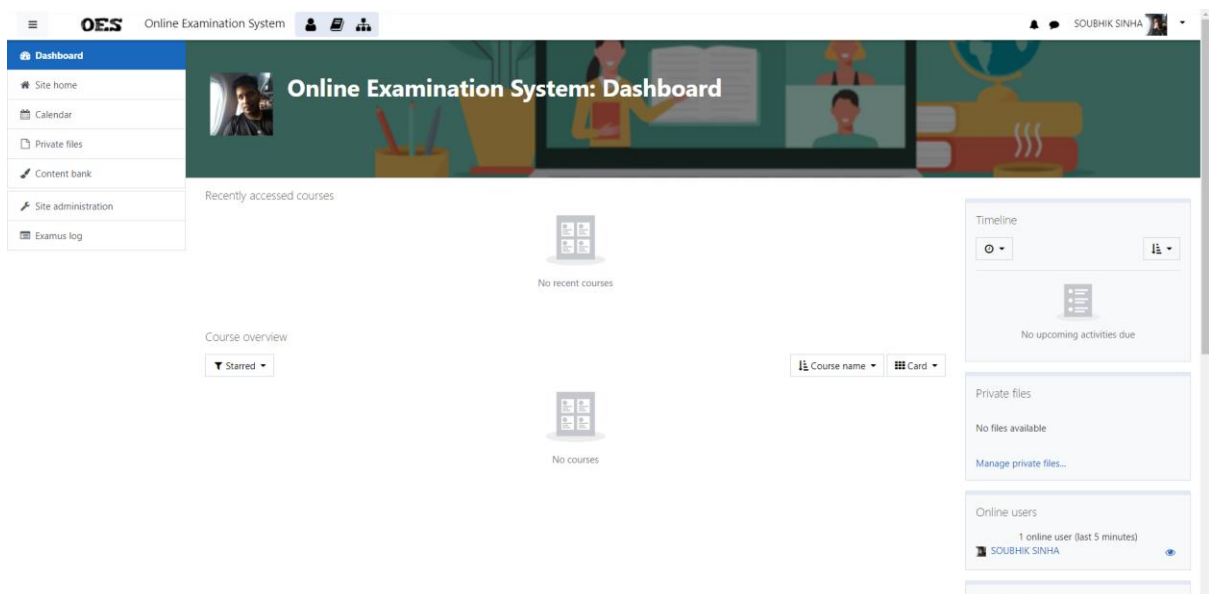 OES Online Examination System SOUBHIK SINHA
Dashboard
Site home
Calendar
Private files
Content bank
Site administration
Examus log
Online Examination System: Dashboard
Recently accessed courses
No recent courses
Course overview
Starred Course name Card
No courses
Timeline
No upcoming activities due
Private files
No files available
Manage private files...
Online users
1 online user (last 5 minutes)
SOUBHIK SINHA